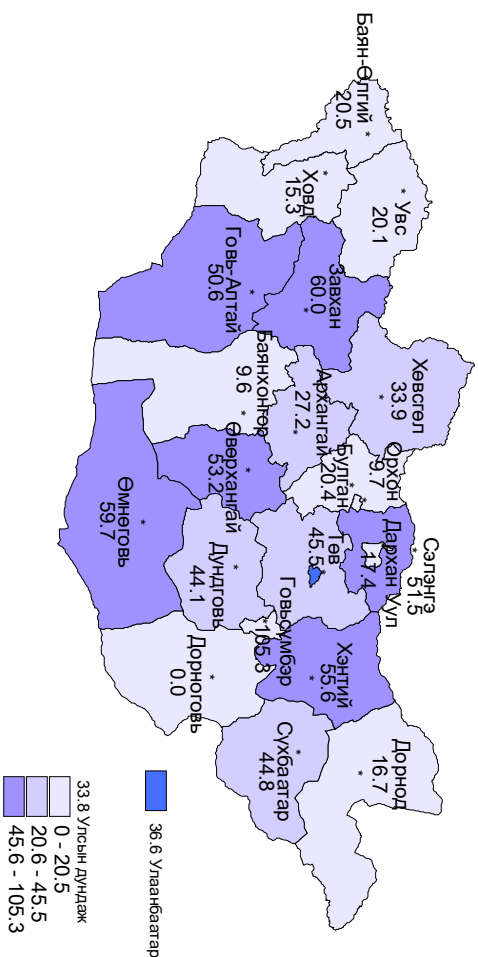 Баян-Өлгий
20.5
Увс
20.1
Ховд
15.3
Говь-Алтай
50.6
Завхан
60.0
Хөвсгөл
33.9
Баянхонгор
9.6
Архангай
27.2
Өвөрхангай
53.2
Булган
20.4
Орхон
9.7
Өмнөговь
59.7
Дундговь
44.1
Төв
45.5
Дархан Уул
17.4
Сэлэнгэ
51.5
Говьсүмбэр
105.3
Дорноговь
0.0
Хэнтий
55.6
Сүхбаатар
44.8
Дорнод
16.7
36.6 Улаанбаатар
33.8 Улсын дундаж
0 - 20.5
20.6 - 45.5
45.6 - 105.3